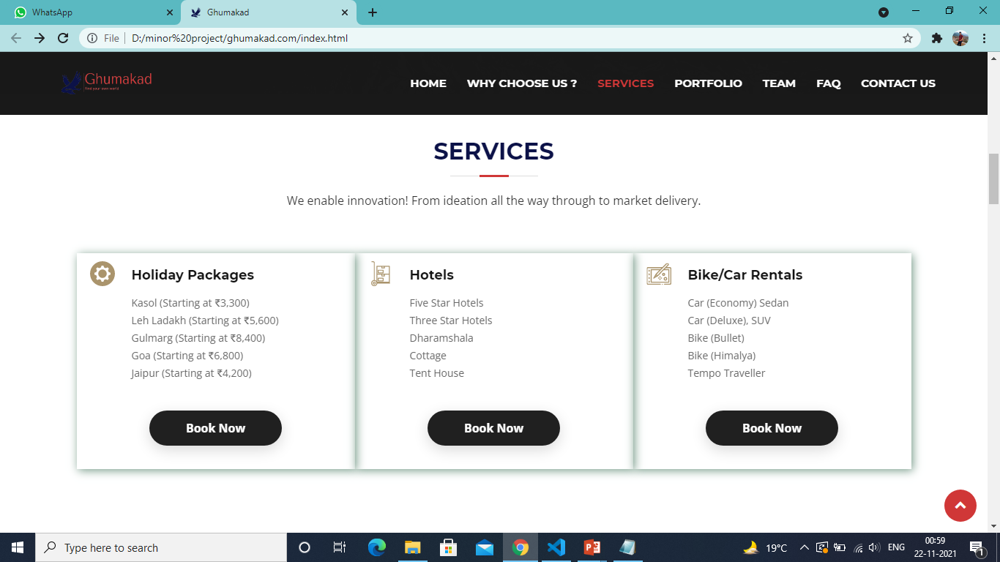 WhatsApp
Ghumakad
File
D:/minor%20project/ghumakad.com/index.html
Ghumakad
find your own world
HOME
WHY CHOOSE US ?
SERVICES
PORTFOLIO
TEAM
FAQ
CONTACT US
SERVICES
We enable innovation! From ideation all the way through to market delivery.
Holiday Packages
Kasol (Starting at ₹3,300)
Leh Ladakh (Starting at ₹5,600)
Gulmarg (Starting at ₹8,400)
Goa (Starting at ₹6,800)
Jaipur (Starting at ₹4,200)
Book Now
Hotels
Five Star Hotels
Three Star Hotels
Dharamshala
Cottage
Tent House
Book Now
Bike/Car Rentals
Car (Economy) Sedan
Car (Deluxe), SUV
Bike (Bullet)
Bike (Himalya)
Tempo Traveller
Book Now
Type here to search
19°C
ENG
00:59
22-11-2021
1